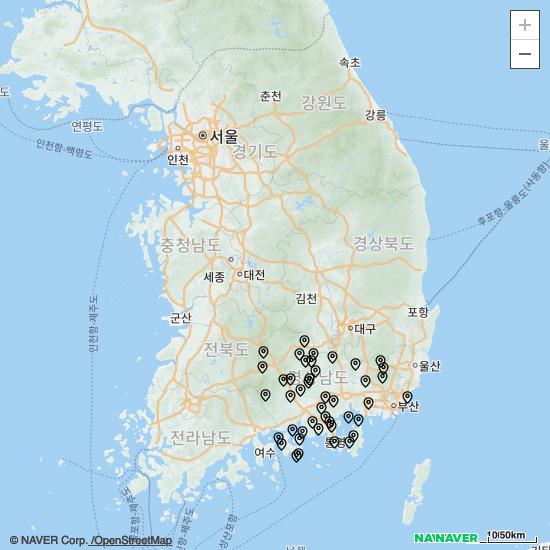 +
−
속초
춘천
강원도
강릉
도
연평도
서울
인천
경기도
인천항-백령도
울
후포항-울릉도(사동항)
충청남도
경상북도
세종
대전
김천
인천항-제주도
군산
포항
대구
전북도
울산
부산
전라남도
여수
© NAVER Corp. /OpenStreetMap
NAVER
10/50km